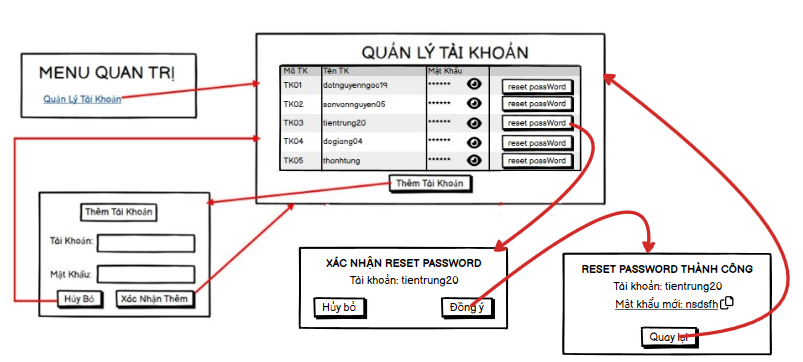 MENU QUAN TRỊ
Quản Lý Tài Khoản
QUẢN LÝ TÀI KHOẢN
Mã TK Tên TK Mật Khẩu
TK01 datnguyenngoc19 ****** reset passWord
TK02 sonvannguyen05 ****** reset passWord
TK03 tientrung20 ****** reset passWord
TK04 dogiang04 ****** reset passWord
TK05 thanhtung ****** reset passWord
Thêm Tài Khoản
Thêm Tài Khoản
Tài Khoản:
Mật Khẩu:
Hủy Bỏ Xác Nhận Thêm
XÁC NHẬN RESET PASSWORD
Tài khoản: tientrung20
Hủy bỏ Đồng ý
RESET PASSWORD THÀNH CÔNG
Tài khoản: tientrung20
Mật khẩu mới: nsdsfh
Quay lại